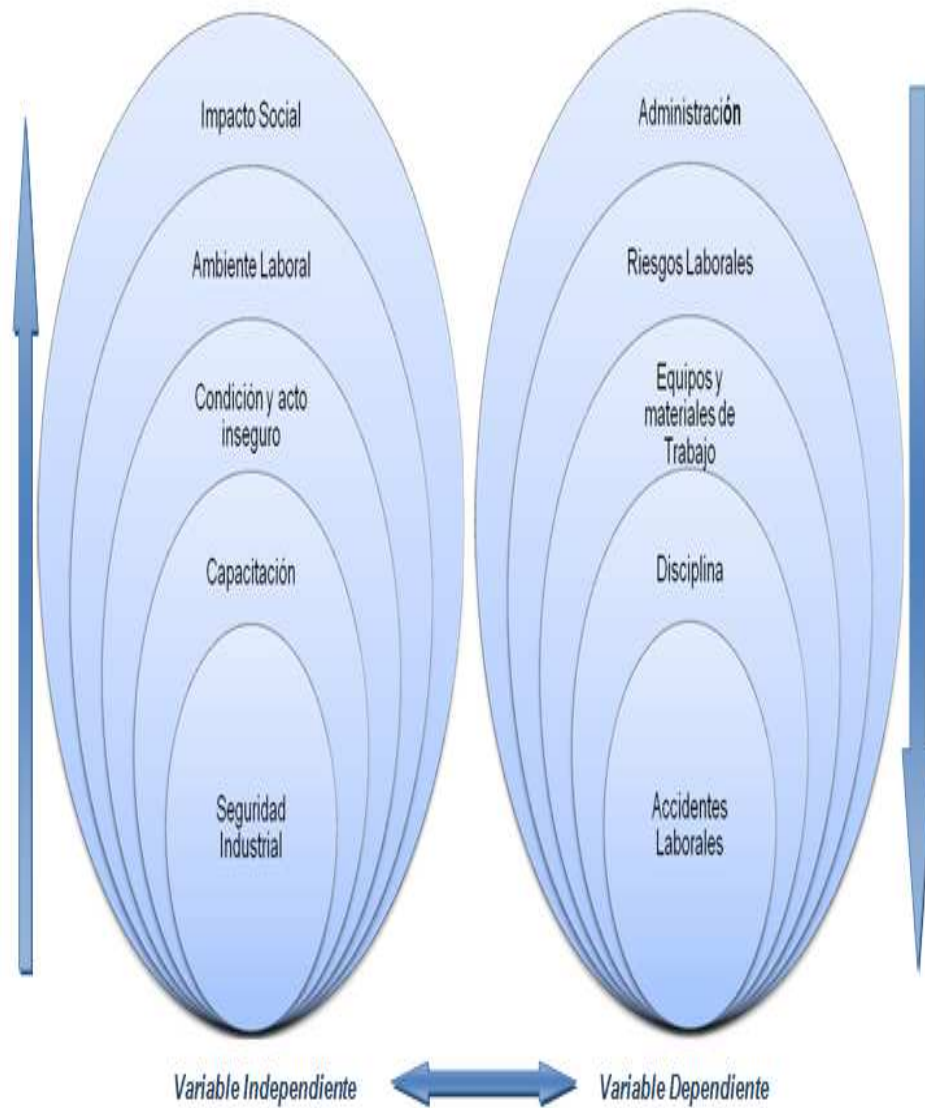 Impacto Social
Ambiente Laboral
Condición y acto
inseguro
Capacitación
Seguridad
Industrial
Administración
Riesgos Laborales
Equipos y
materiales de
Trabajo
Disciplina
Accidentes
Laborales
Variable Independiente
Variable Dependiente